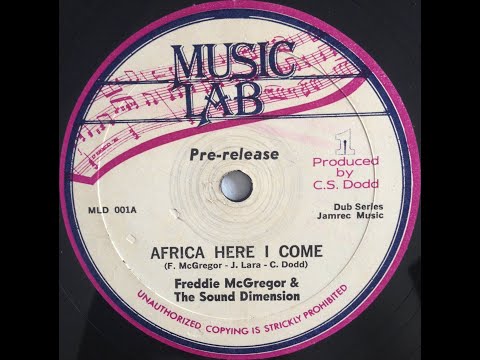 MUSIC
LAB
Pre-release
1
Produced
by
C.S. Dodd
MLD 001A
Dub Series
Jamrec Music
AFRICA HERE I COME
(F. McGregor - J. Lara - C. Dodd)
Freddie McGregor &
The Sound Dimension
UNAUTHORIZED COPYING IS STRICTLY PROHIBITED